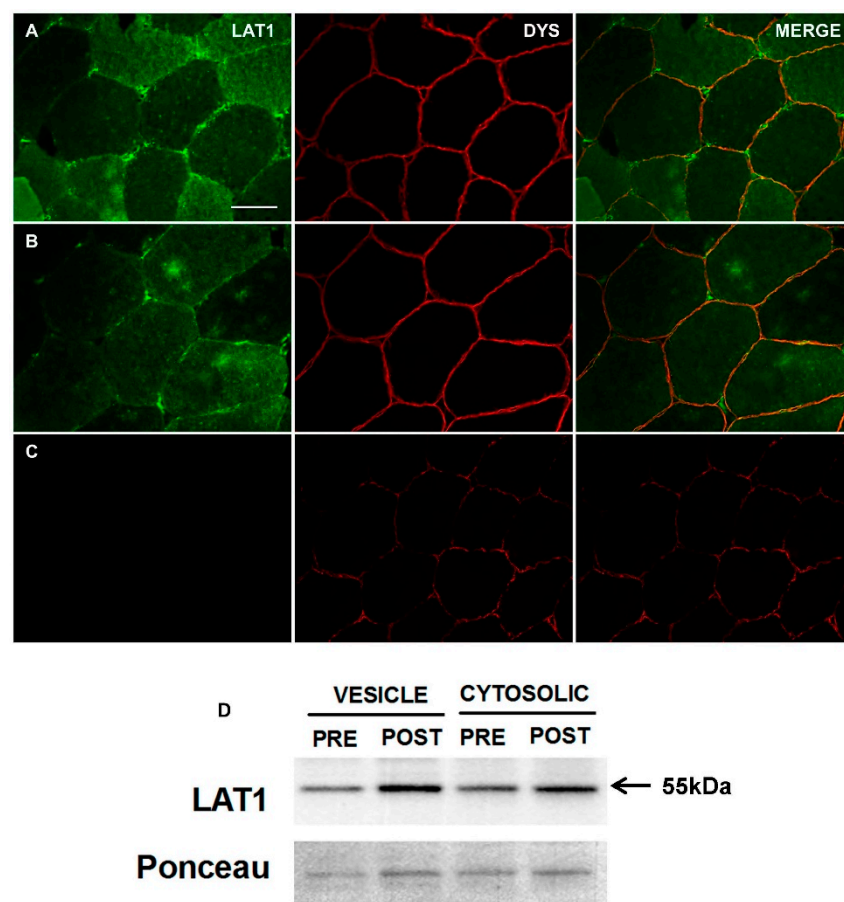 A LAT1 DYS MERGE
B
C
D VESICLE CYTOSOLIC
PRE POST PRE POST
LAT1 55kDa
Ponceau